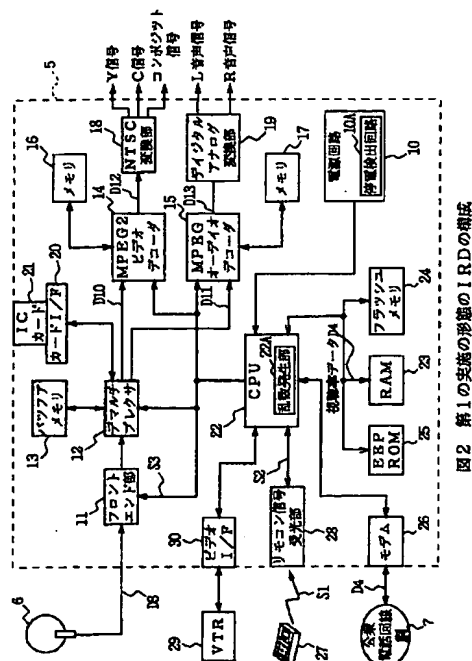 5
Y信号
C信号
コンポジット信号
L音声信号
R音声信号
16
メモリ
18
NTSC変換部
D12
14
MPEG2ビデオデコーダ
19
ディジタルアナログ変換部
D13
15
MPEGオーディオデコーダ
17
メモリ
10
電源回路
10A
停電検出回路
21
ICカード
20
カードI/F
D10
D11
13
バッファメモリ
12
デマルチプレクサ
11
フロントエンド部
S3
D8
6
22
CPU
22A
乱数発生部
視聴率データD4
24
フラッシュメモリ
23
RAM
25
EEPROM
30
ビデオI/F
29
VTR
S2
28
リモコン信号受光部
S1
27
26
モデム
D4
公衆電話回線網
7
図2 第1の実施の形態のIRDの構成